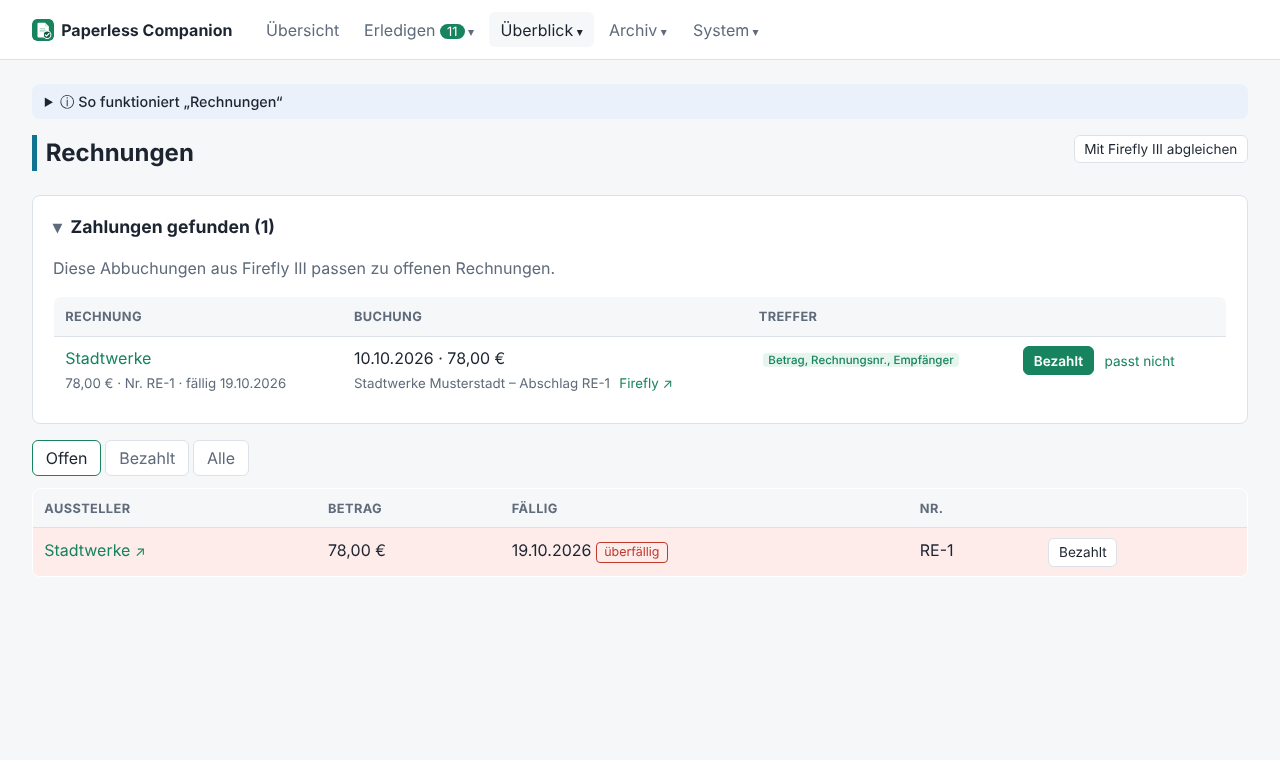 Paperless Companion Übersicht Erledigen 11 ▾ Überblick ▾ Archiv ▾ System ▾
▶ ⓘ So funktioniert „Rechnungen“
Rechnungen Mit Firefly III abgleichen
▼ Zahlungen gefunden (1)
Diese Abbuchungen aus Firefly III passen zu offenen Rechnungen.
RECHNUNG BUCHUNG TREFFER
Stadtwerke 10.10.2026 · 78,00 € Betrag, Rechnungsnr., Empfänger Bezahlt passt nicht
78,00 € · Nr. RE-1 · fällig 19.10.2026 Stadtwerke Musterstadt – Abschlag RE-1 Firefly ↗
Offen Bezahlt Alle
AUSSTELLER BETRAG FÄLLIG NR.
Stadtwerke ↗ 78,00 € 19.10.2026 überfällig RE-1 Bezahlt